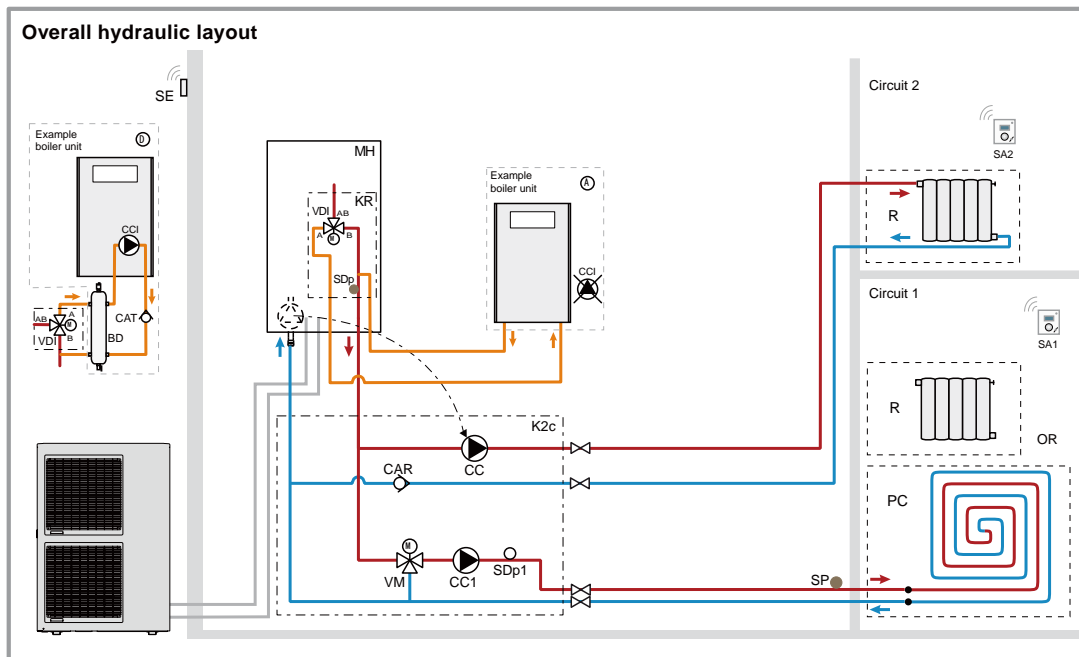 Overall hydraulic layout
SE
Example
boiler unit
D
CCI
CAT
AB
A
M
B
VDI
BD
MH
KR
VDI
AB
A
B
M
SDp
Example
boiler unit
A
CCI
K2c
CC
CAR
M
VM
CC1
SDp1
SP
Circuit 2
SA2
R
Circuit 1
SA1
R
OR
PC